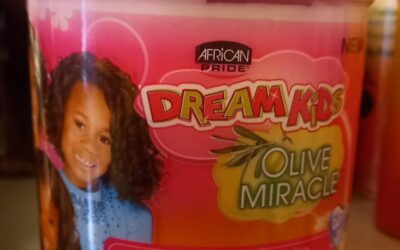 AFRICAN
PRIDE
NEW
DREAM KIDS
OLIVE
MIRACLE